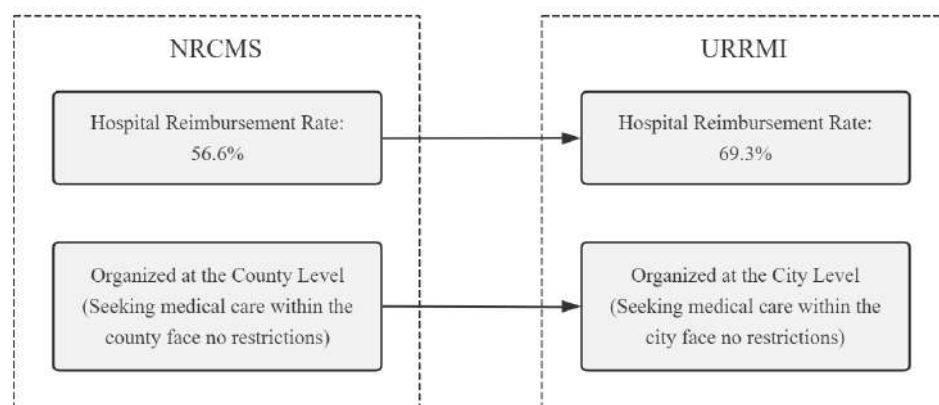 NRCMS
Hospital Reimbursement Rate:
56.6%
Organized at the County Level
(Seeking medical care within the
county face no restrictions)
URRMI
Hospital Reimbursement Rate:
69.3%
Organized at the City Level
(Seeking medical care within the
city face no restrictions)